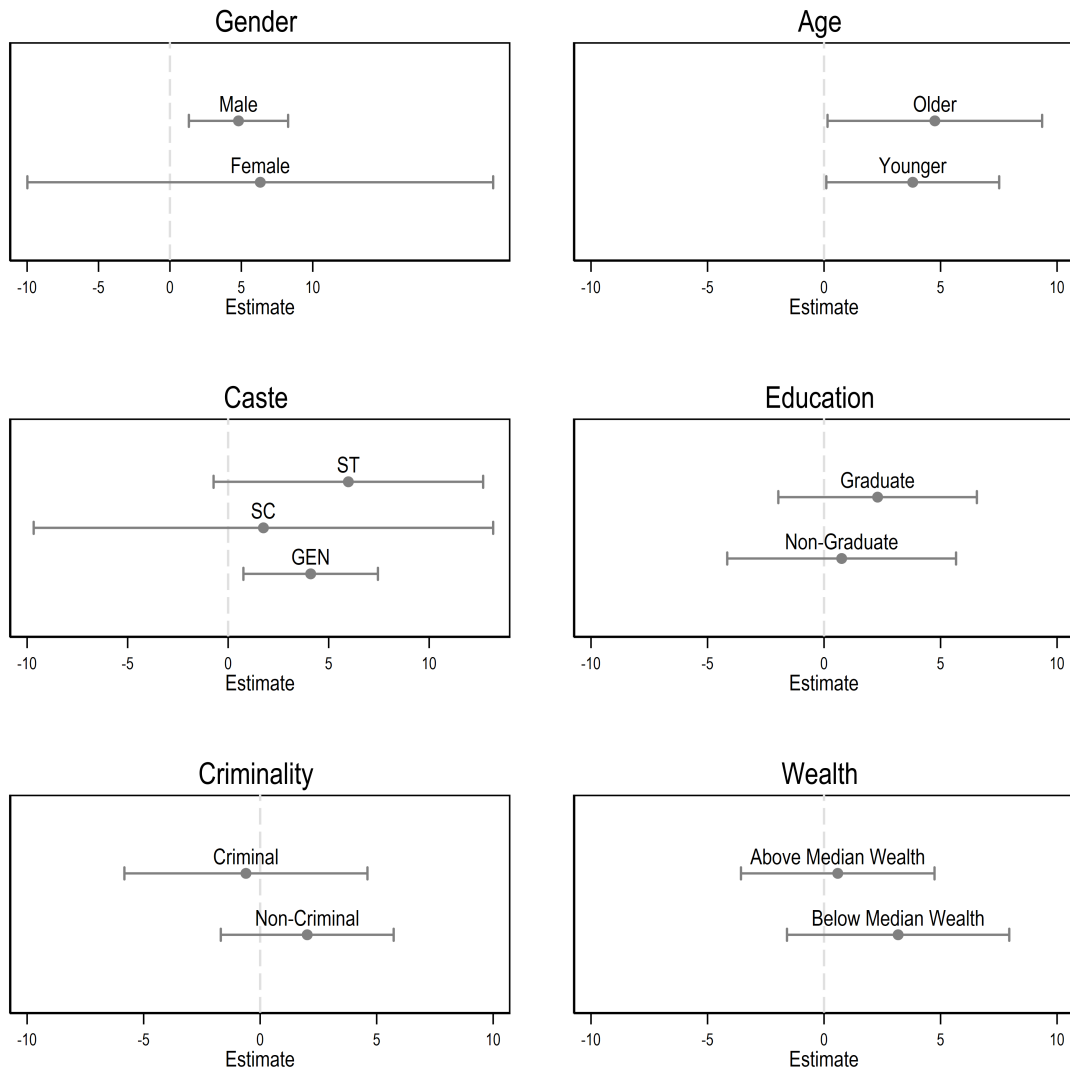 Gender
Male
Female
-10 -5 0 5 10
Estimate
Age
Older
Younger
-10 -5 0 5 10
Estimate
Caste
ST
SC
GEN
-10 -5 0 5 10
Estimate
Education
Graduate
Non-Graduate
-10 -5 0 5 10
Estimate
Criminality
Criminal
Non-Criminal
-10 -5 0 5 10
Estimate
Wealth
Above Median Wealth
Below Median Wealth
-10 -5 0 5 10
Estimate